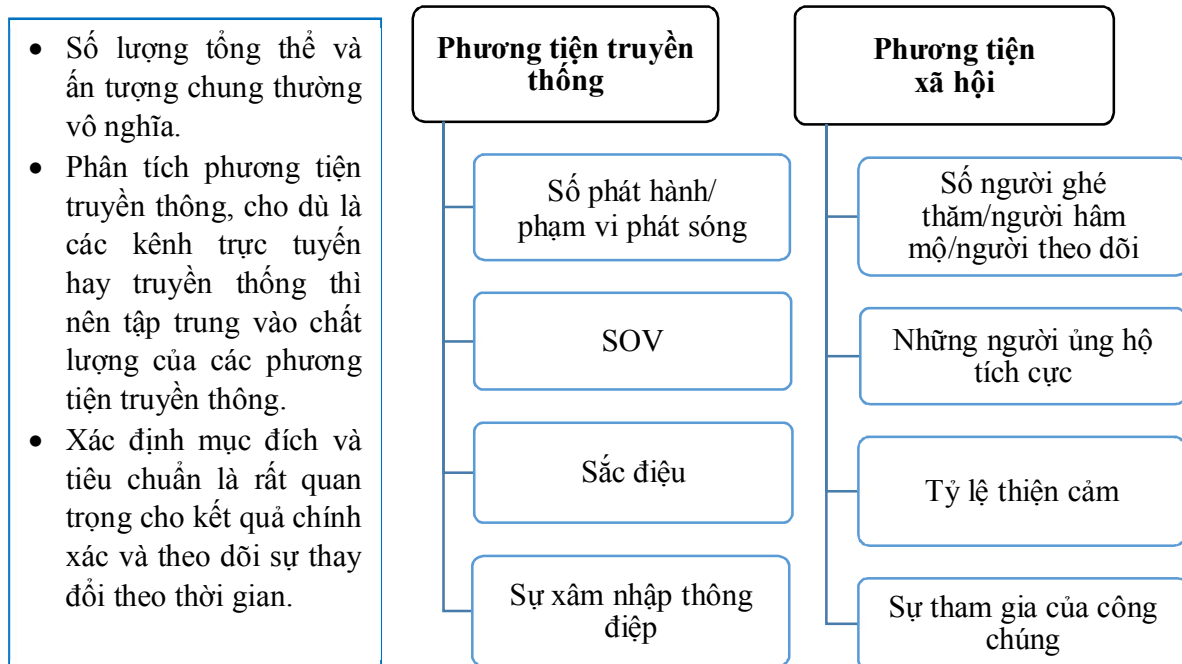 • Số lượng tổng thể và
ấn tượng chung thường
vô nghĩa.
• Phân tích phương tiện
truyền thông, cho dù là
các kênh trực tuyến
hay truyền thống thì
nên tập trung vào chất
lượng của các phương
tiện truyền thông.
• Xác định mục đích và
tiêu chuẩn là rất quan
trọng cho kết quả chính
xác và theo dõi sự thay
đổi theo thời gian.
Phương tiện truyền
thống
Số phát hành/
phạm vi phát sóng
SOV
Sắc điệu
Sự xâm nhập thông
điệp
Phương tiện
xã hội
Số người ghé
thăm/người hâm
mộ/người theo dõi
Những người ủng hộ
tích cực
Tỷ lệ thiện cảm
Sự tham gia của công
chúng